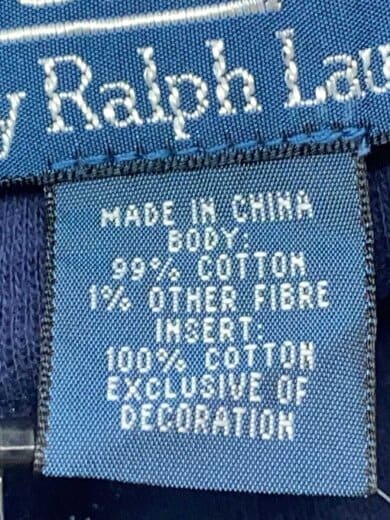 y Ralph Lau
MADE IN CHINA
BODY:
99% COTTON
1% OTHER FIBRE
INSERT:
100% COTTON
EXCLUSIVE OF
DECORATION